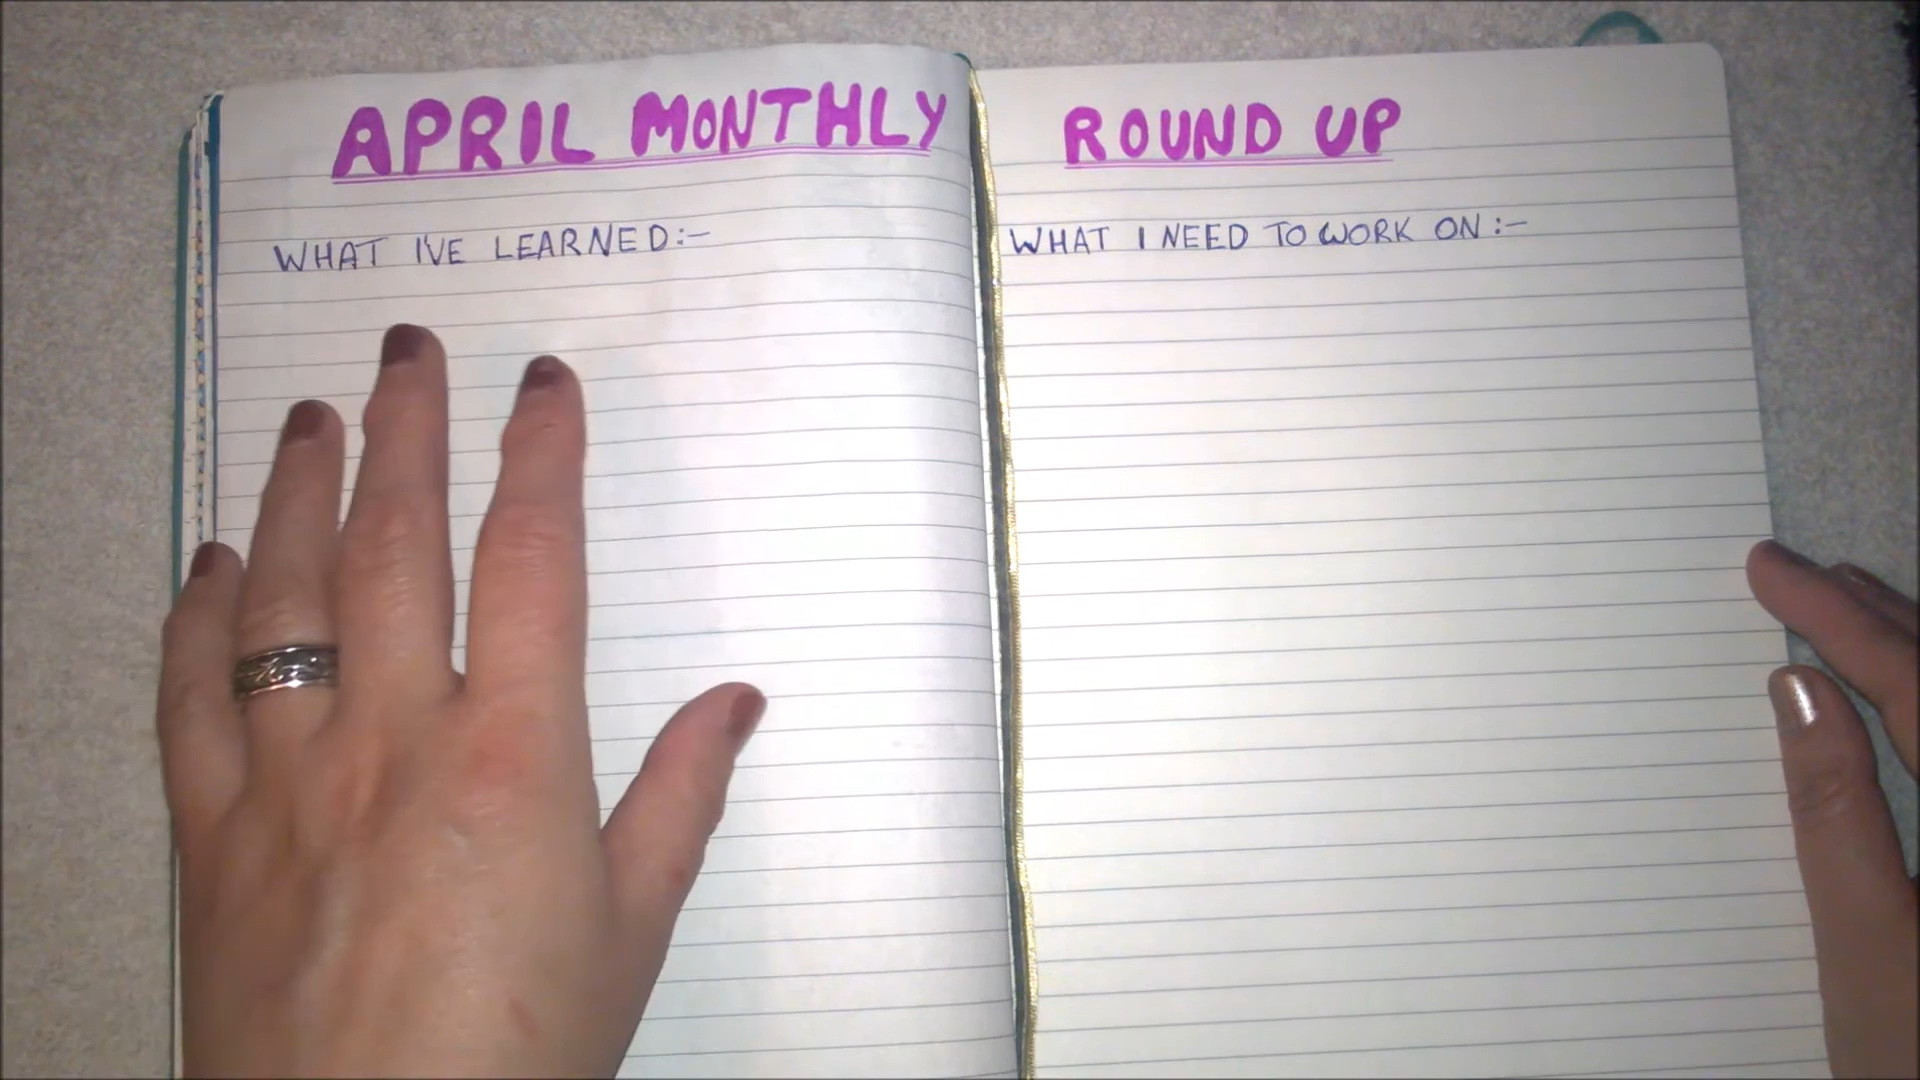 APRIL MONTHLY ROUND UP
WHAT I'VE LEARNED:-
WHAT I NEED TO WORK ON:-